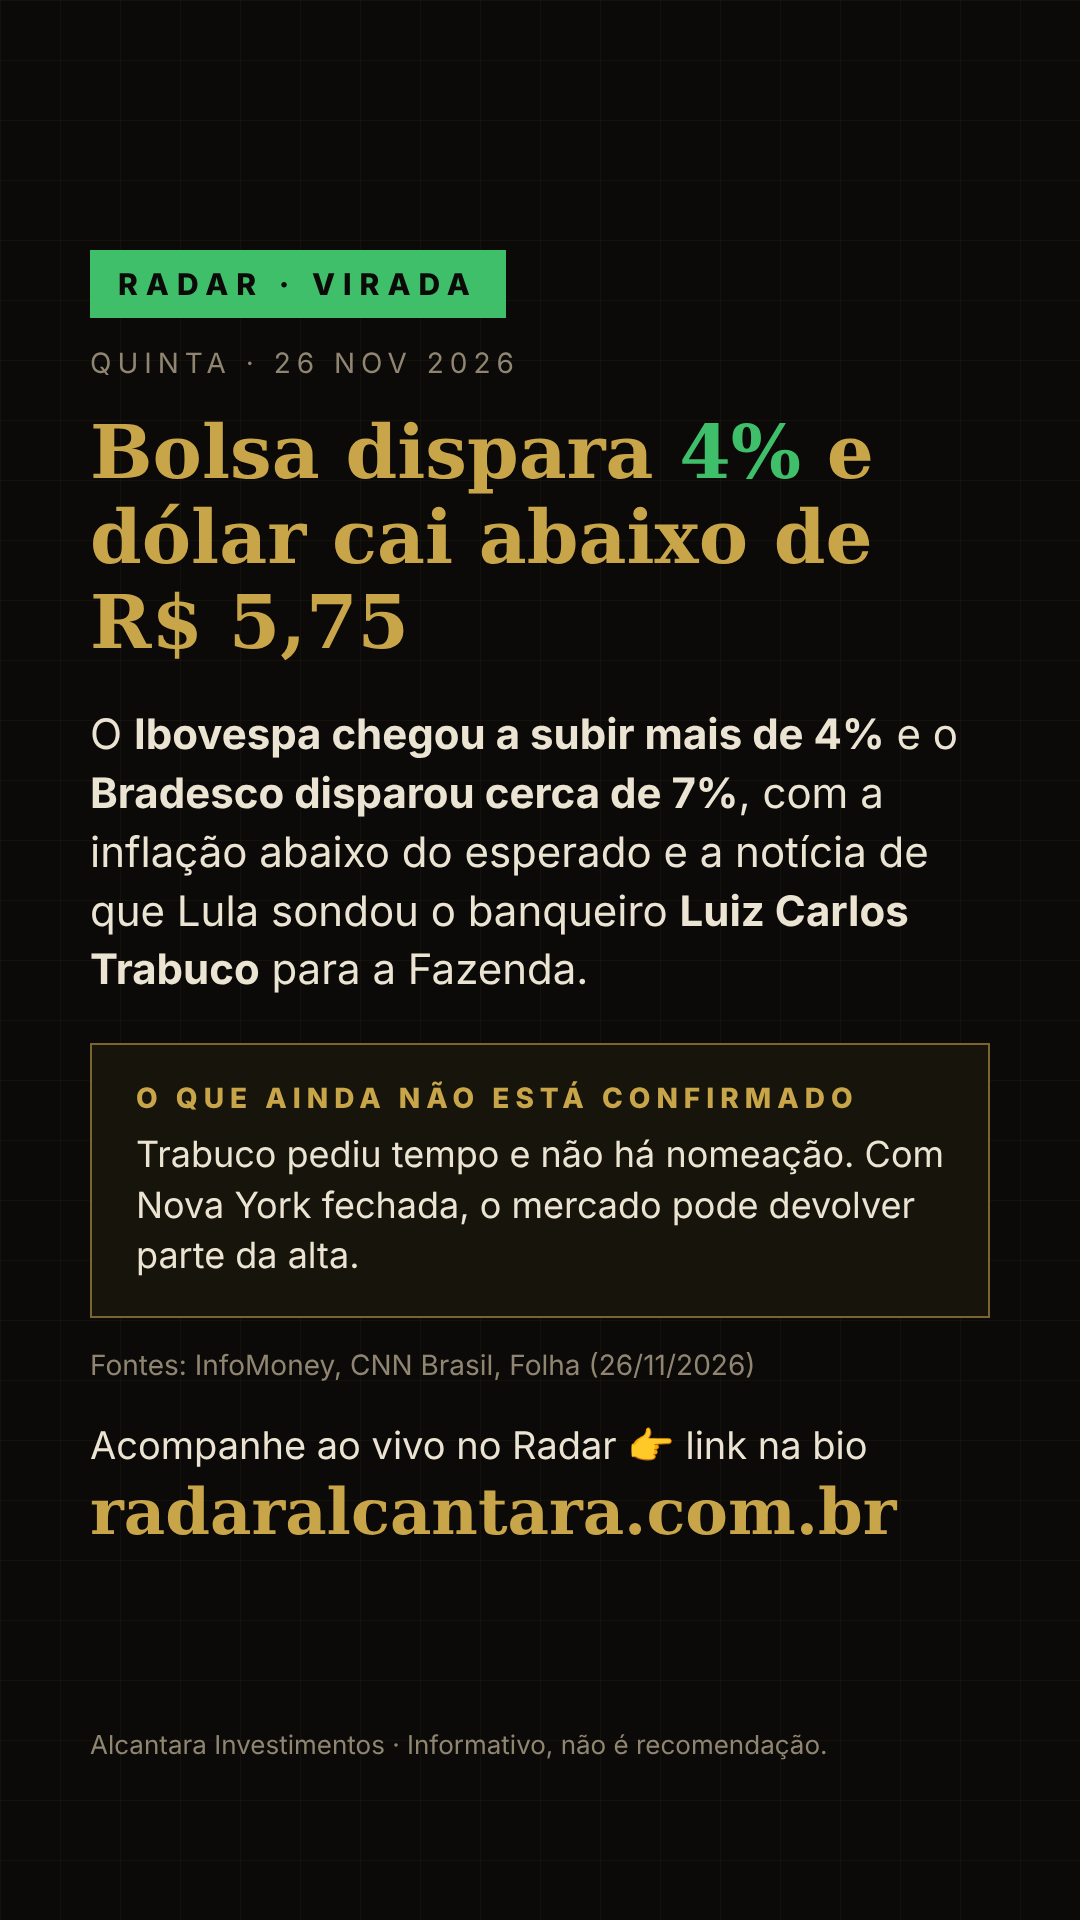 RADAR · VIRADA
QUINTA · 26 NOV 2026
Bolsa dispara 4% e
dólar cai abaixo de
R$ 5,75
O Ibovespa chegou a subir mais de 4% e o
Bradesco disparou cerca de 7%, com a
inflação abaixo do esperado e a notícia de
que Lula sondou o banqueiro Luiz Carlos
Trabuco para a Fazenda.
O QUE AINDA NÃO ESTÁ CONFIRMADO
Trabuco pediu tempo e não há nomeação. Com
Nova York fechada, o mercado pode devolver
parte da alta.
Fontes: InfoMoney, CNN Brasil, Folha (26/11/2026)
Acompanhe ao vivo no Radar 👉 link na bio
radaralcantara.com.br
Alcantara Investimentos · Informativo, não é recomendação.